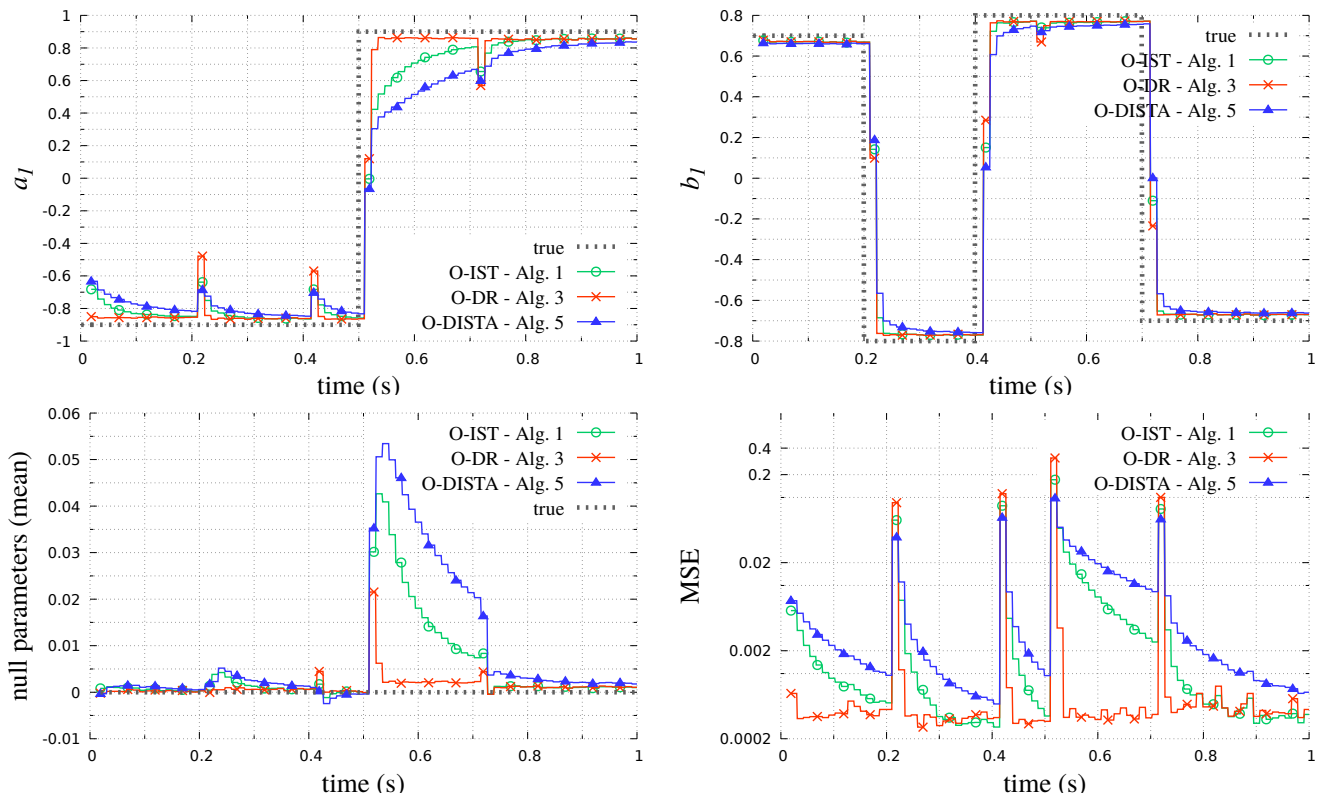 1
0.8
0.6
0.4
0.2
0
-0.2
-0.4
-0.6
-0.8
-1
a1
0 0.2 0.4 0.6 0.8 1
time (s)
true
O-IST - Alg. 1
O-DR - Alg. 3
O-DISTA - Alg. 5
0.8
0.6
0.4
0.2
0
-0.2
-0.4
-0.6
-0.8
b1
0 0.2 0.4 0.6 0.8 1
time (s)
true
O-IST - Alg. 1
O-DR - Alg. 3
O-DISTA - Alg. 5
0.06
0.05
0.04
0.03
0.02
0.01
0
-0.01
null parameters (mean)
0 0.2 0.4 0.6 0.8 1
time (s)
O-IST - Alg. 1
O-DR - Alg. 3
O-DISTA - Alg. 5
true
0.4
0.2
0.02
0.002
0.0002
MSE
0 0.2 0.4 0.6 0.8 1
time (s)
O-IST - Alg. 1
O-DR - Alg. 3
O-DISTA - Alg. 5